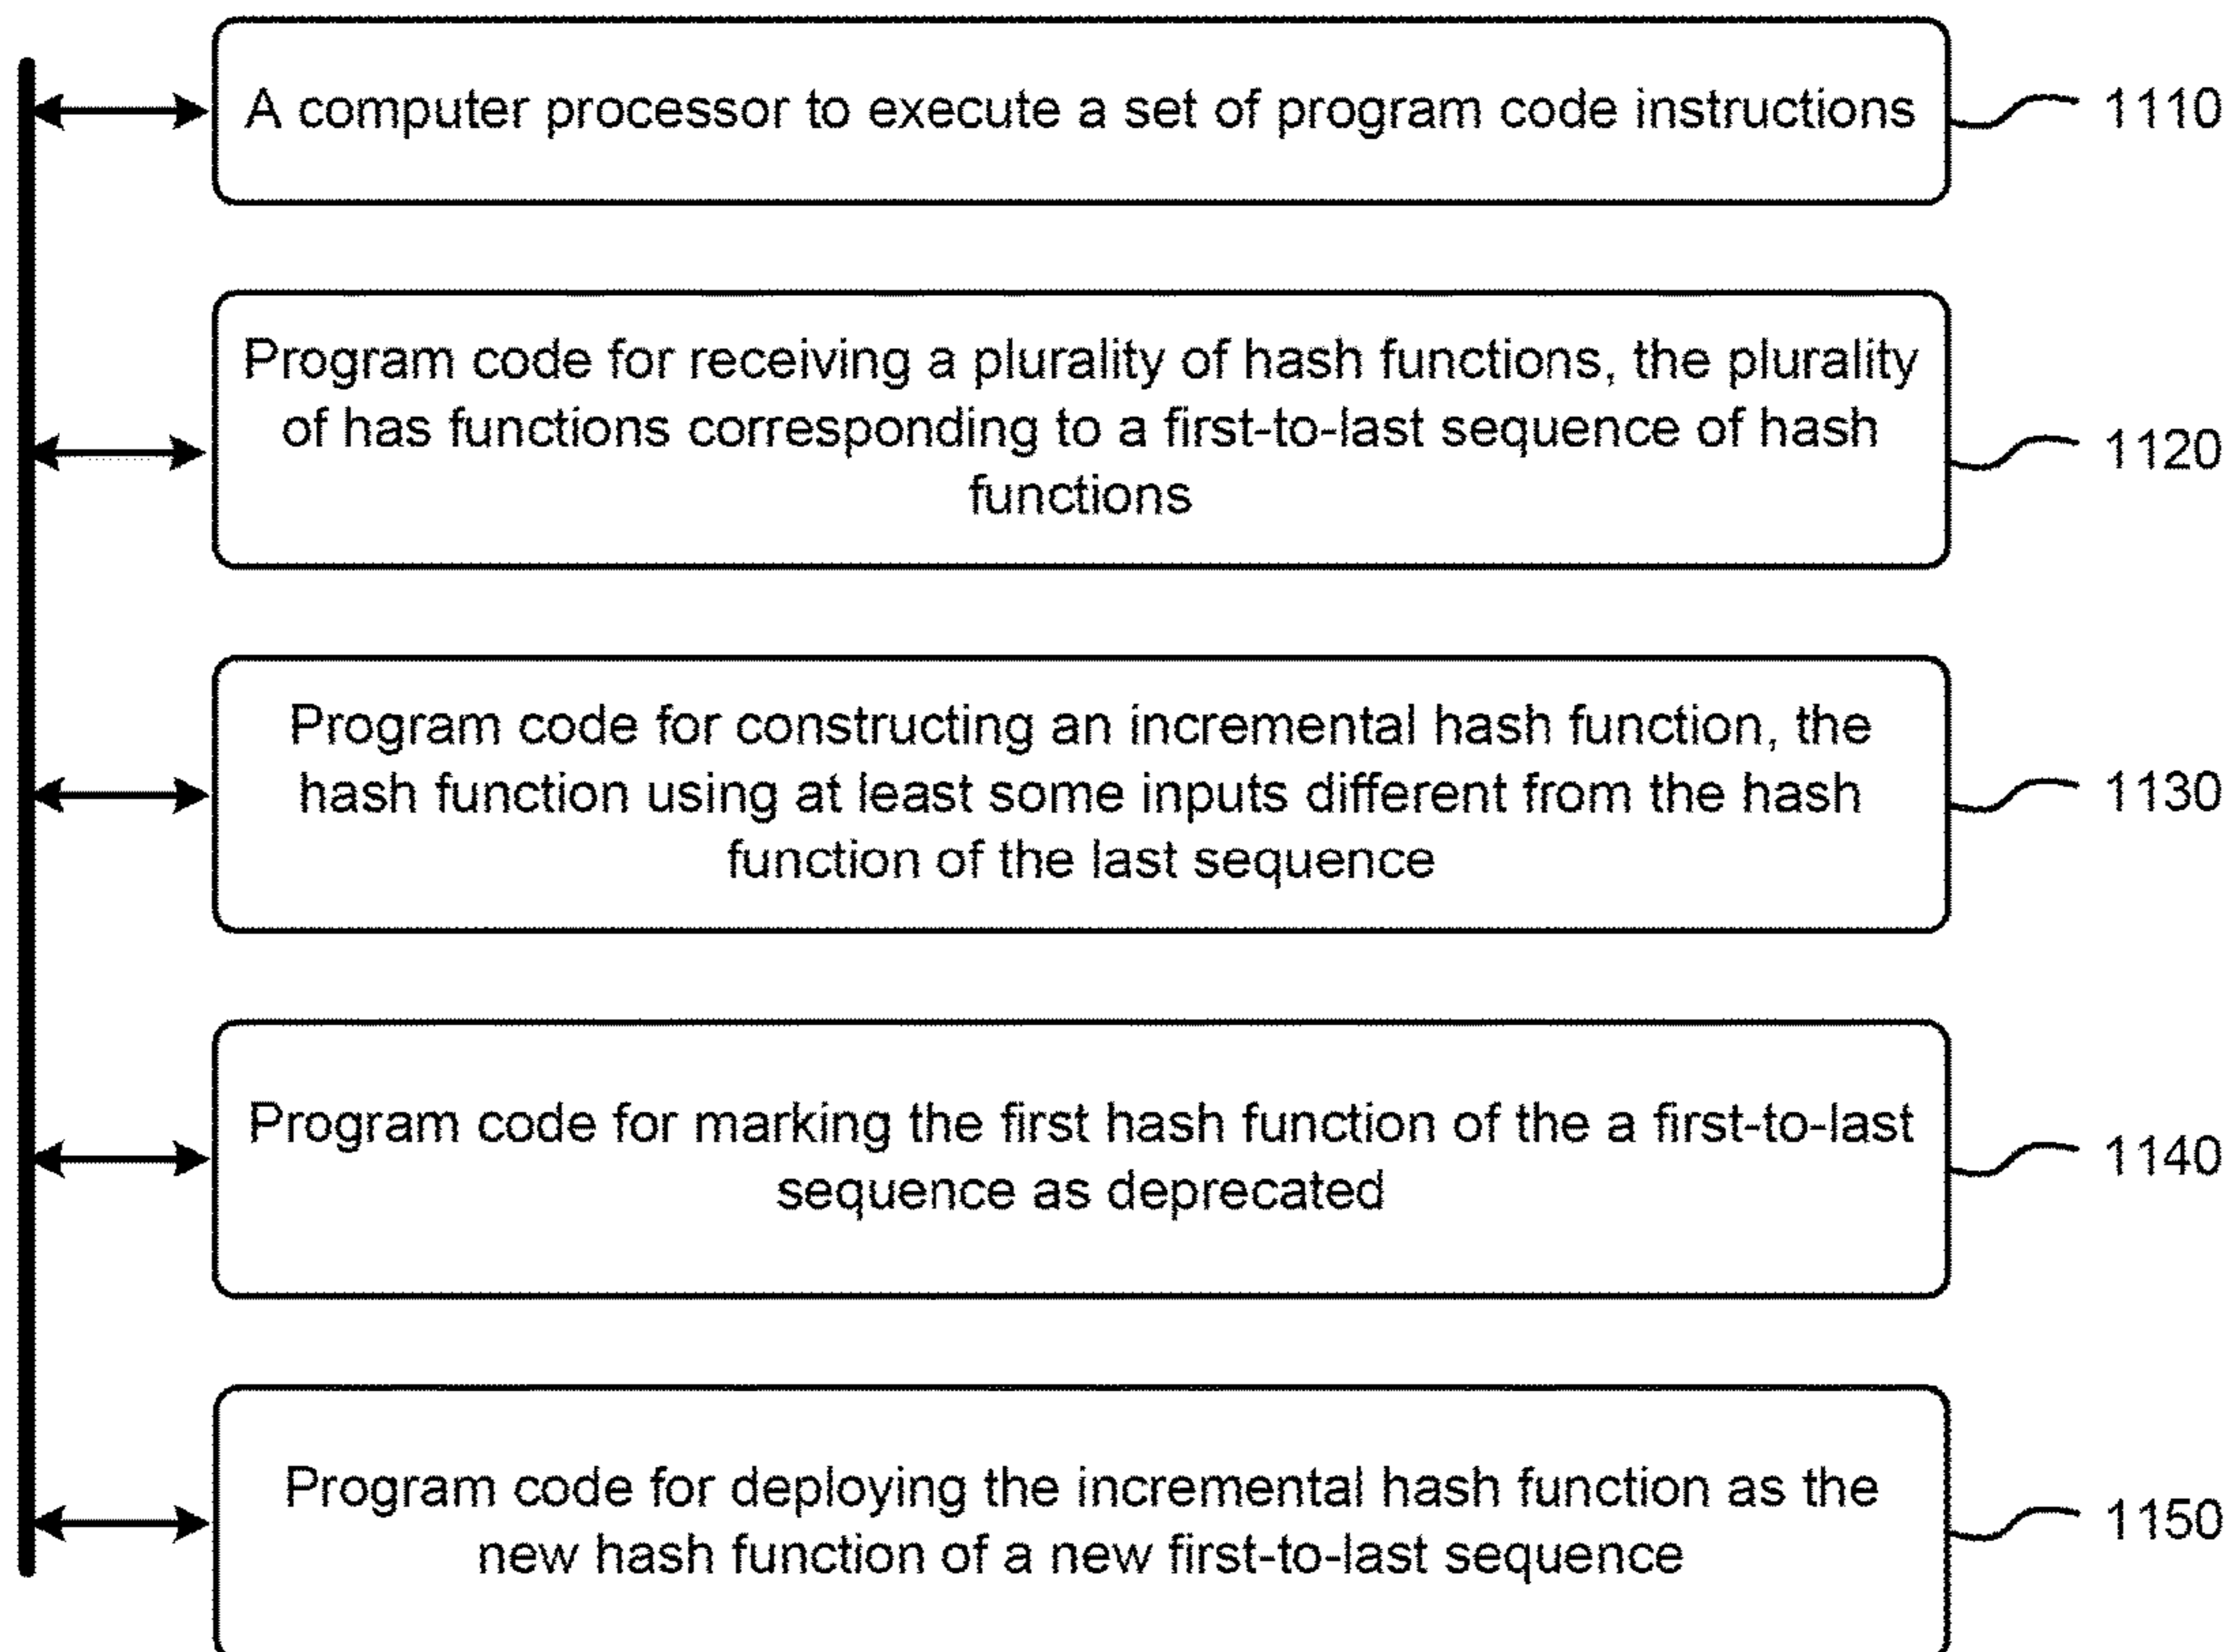 A computer processor to execute a set of program code instructions
1110
Program code for receiving a plurality of hash functions, the plurality
of has functions corresponding to a first-to-last sequence of hash
functions
1120
Program code for constructing an incremental hash function, the
hash function using at least some inputs different from the hash
function of the last sequence
1130
Program code for marking the first hash function of the a first-to-last
sequence as deprecated
1140
Program code for deploying the incremental hash function as the
new hash function of a new first-to-last sequence
1150